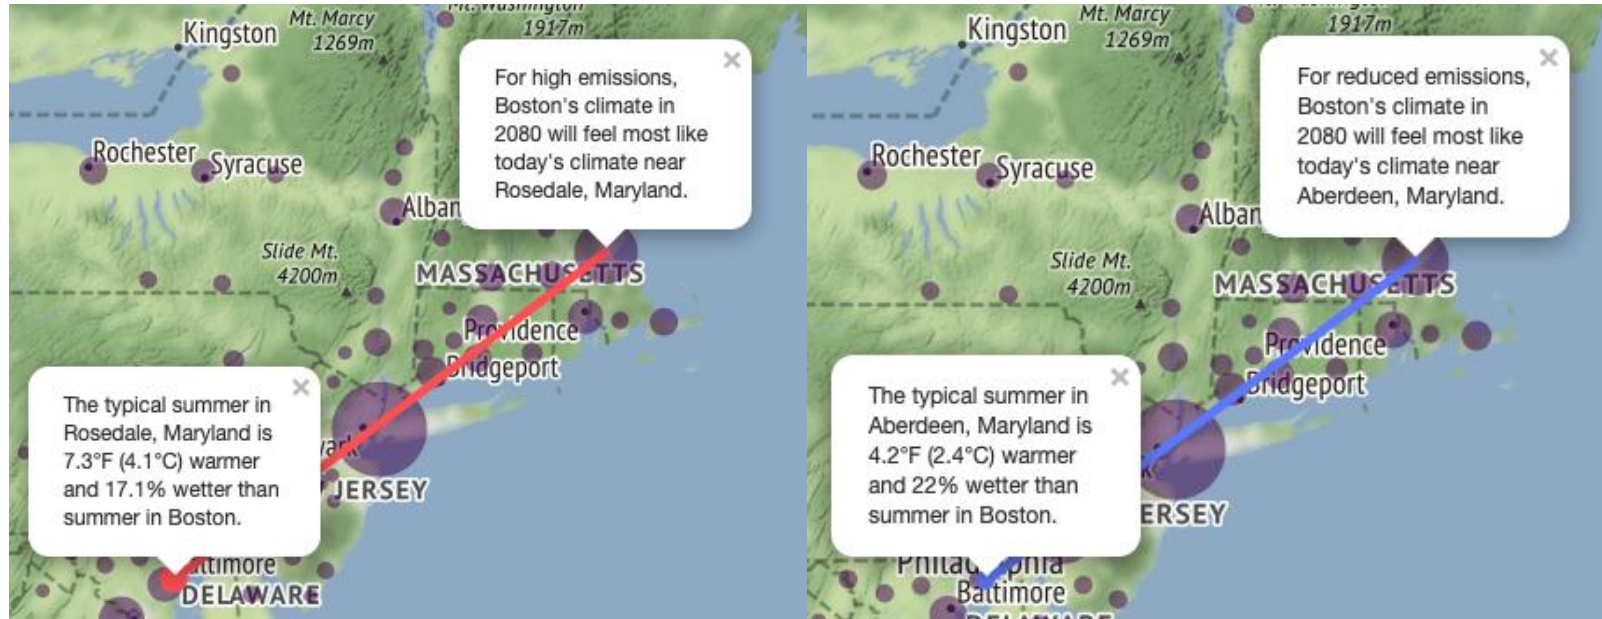 Kingston
Mt. Marcy
1269m
1917m
For high emissions,
Boston's climate in
2080 will feel most like
today's climate near
Rosedale, Maryland.
Rochester
Syracuse
Alban
Slide Mt.
4200m
MASSACHUSETTS
Providence
Bridgeport
The typical summer in
Rosedale, Maryland is
7.3°F (4.1°C) warmer
and 17.1% wetter than
summer in Boston.
JERSEY
DELAWARE
Kingston
Mt. Marcy
1269m
1917m
For reduced emissions,
Boston's climate in
2080 will feel most like
today's climate near
Aberdeen, Maryland.
Rochester
Syracuse
Alban
Slide Mt.
4200m
MASSACHUSETTS
Providence
Bridgeport
The typical summer in
Aberdeen, Maryland is
4.2°F (2.4°C) warmer
and 22% wetter than
summer in Boston.
ERSEY
Philadelphia
Baltimore